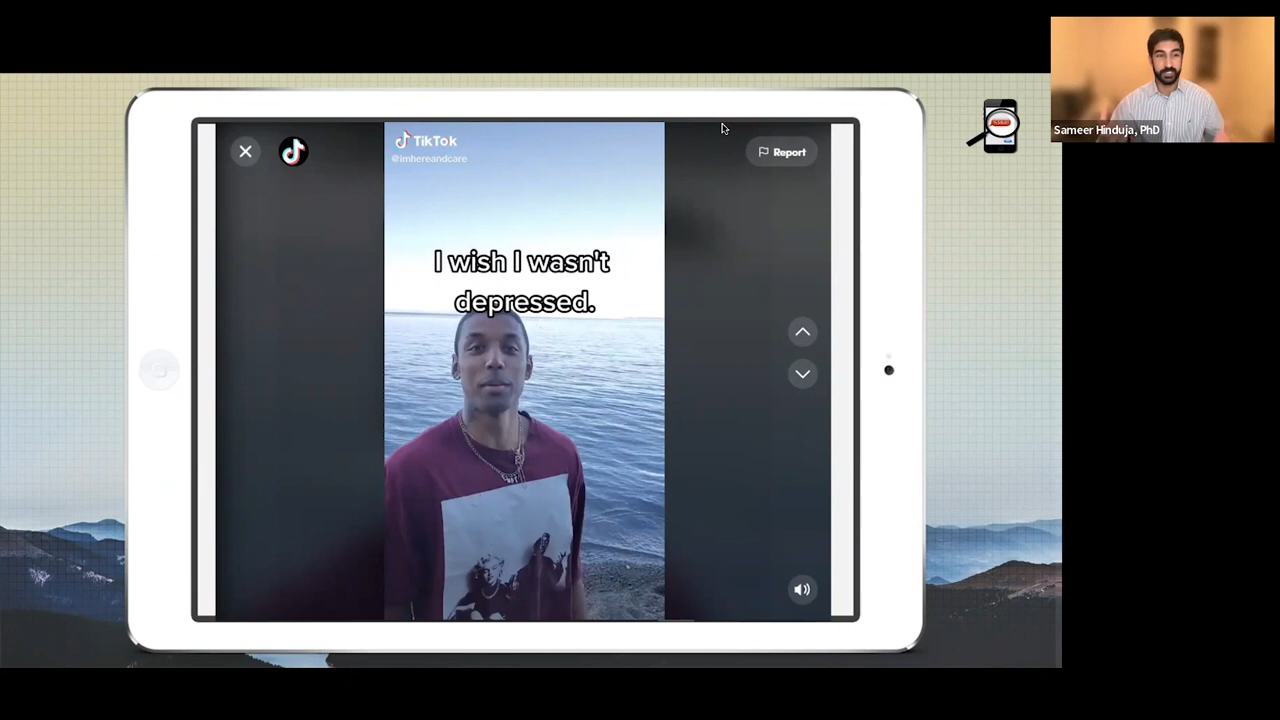 TikTok
@imhereandcare
Report
I wish I wasn't
depressed.
Sameer Hinduja, PhD